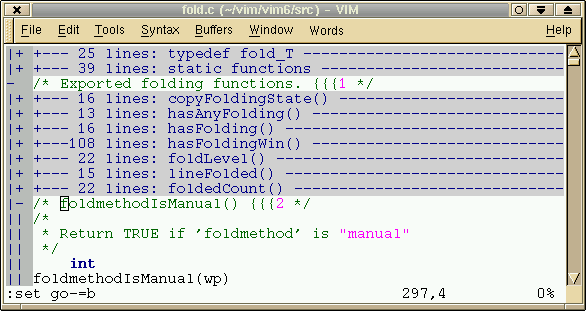 fold.c (~/vim/vim6/src) - VIM
File Edit Tools Syntax Buffers Window Words Help
|+ +--- 25 lines: typedef fold_T ---------------------------------
|+ +--- 39 lines: static functions -------------------------------
- /* Exported folding functions. {{{1 */
|+ +--- 16 lines: copyFoldingState() -----------------------------
|+ +--- 13 lines: hasAnyFolding() --------------------------------
|+ +--- 16 lines: hasFolding() -----------------------------------
|+ +---108 lines: hasFoldingWin() --------------------------------
|+ +--- 22 lines: foldLevel() ------------------------------------
|+ +--- 15 lines: lineFolded() -----------------------------------
|+ +--- 22 lines: foldedCount() ----------------------------------
|- /* foldmethodIsManual() {{{2 */
|| /*
||  * Return TRUE if 'foldmethod' is "manual"
||  */
||     int
|| foldmethodIsManual(wp)
:set go-=b 297,4 0%